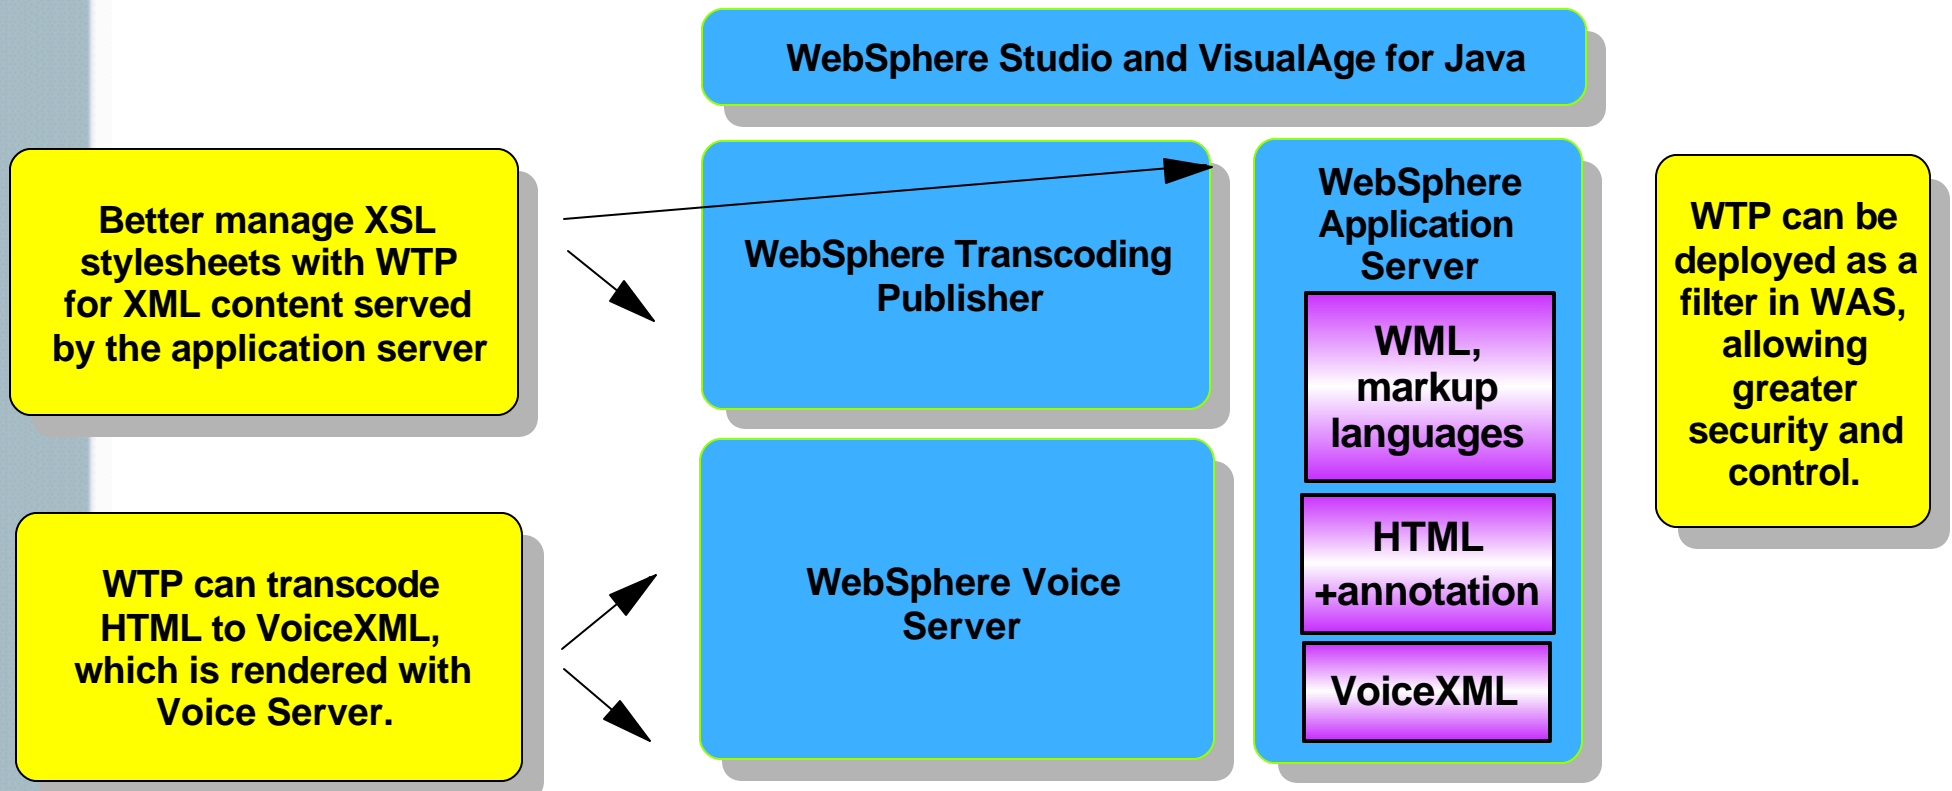 WebSphere Studio and VisualAge for Java
Better manage XSL
stylesheets with WTP
for XML content served
by the application server
WebSphere Transcoding
Publisher
WebSphere
Application
Server
WML,
markup
languages
HTML
+annotation
VoiceXML
WTP can be
deployed as a
filter in WAS,
allowing
greater
security and
control.
WTP can transcode
HTML to VoiceXML,
which is rendered with
Voice Server.
WebSphere Voice
Server